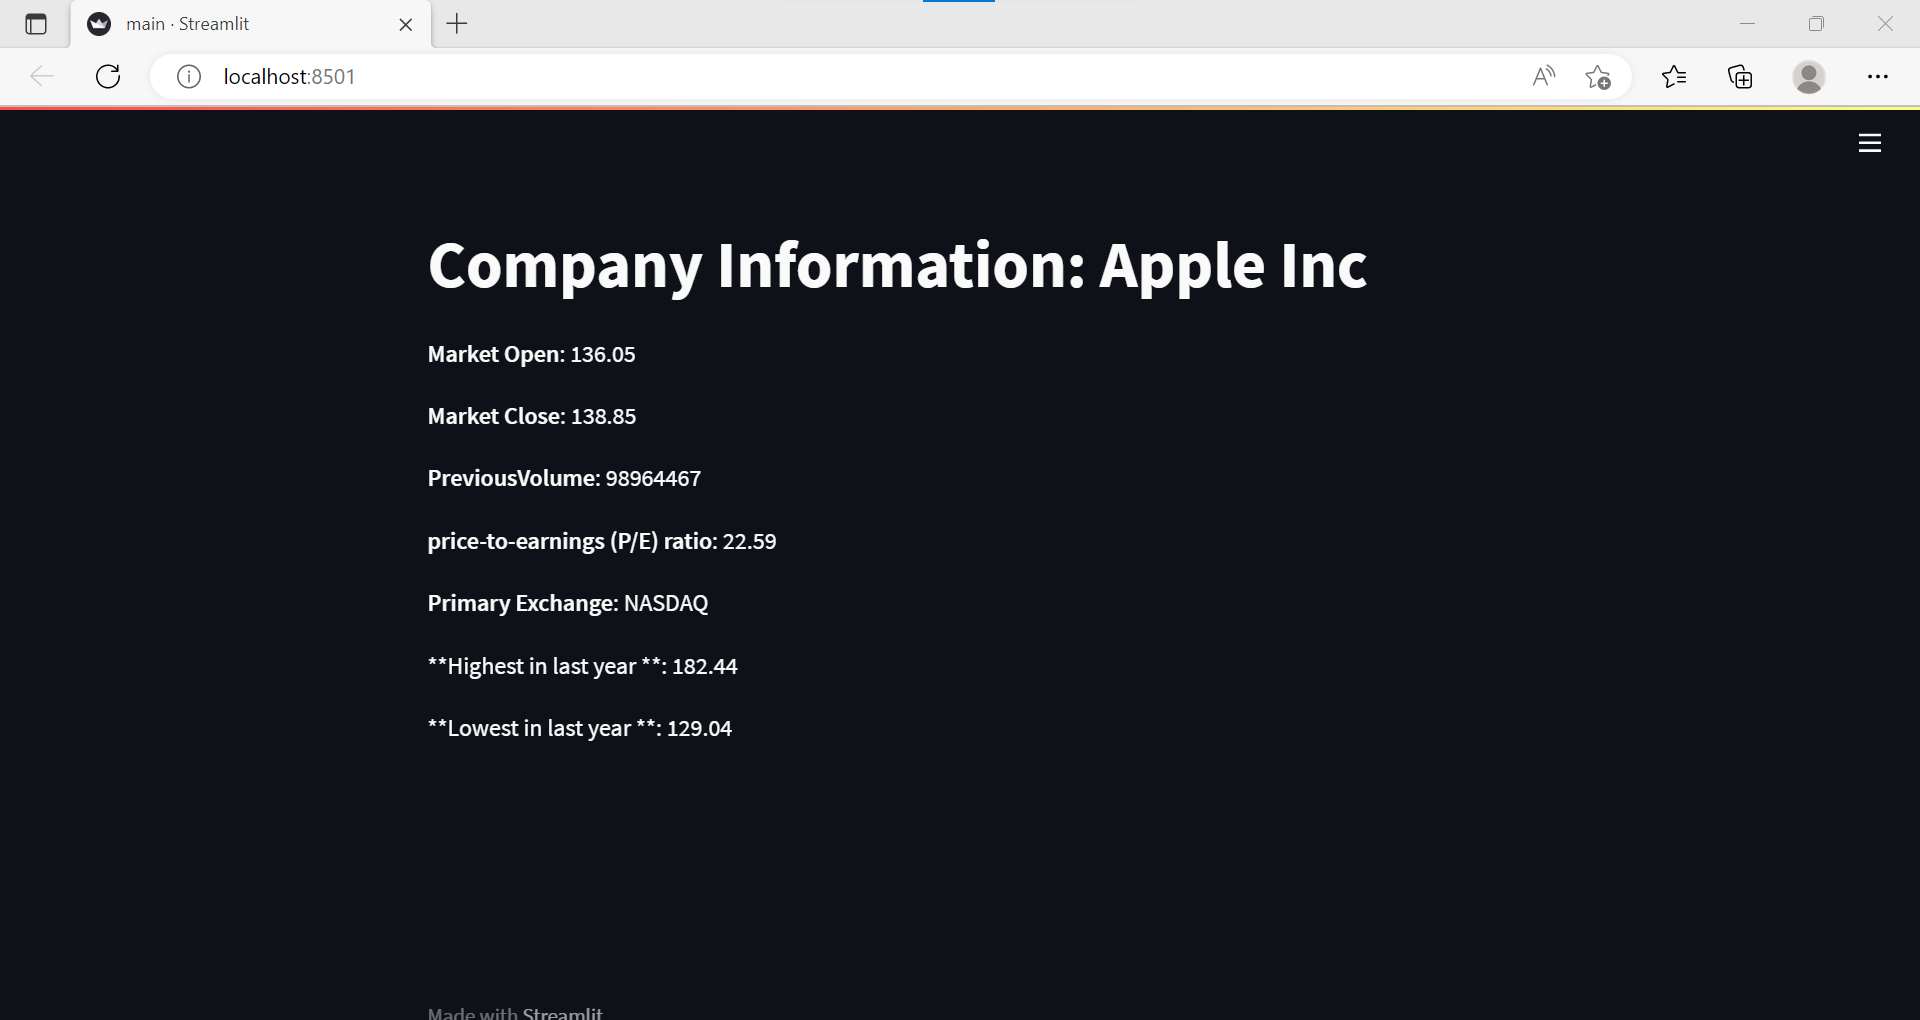 main · Streamlit
localhost:8501
Company Information: Apple Inc
Market Open: 136.05
Market Close: 138.85
PreviousVolume: 98964467
price-to-earnings (P/E) ratio: 22.59
Primary Exchange: NASDAQ
**Highest in last year **: 182.44
**Lowest in last year **: 129.04
Made with Streamlit